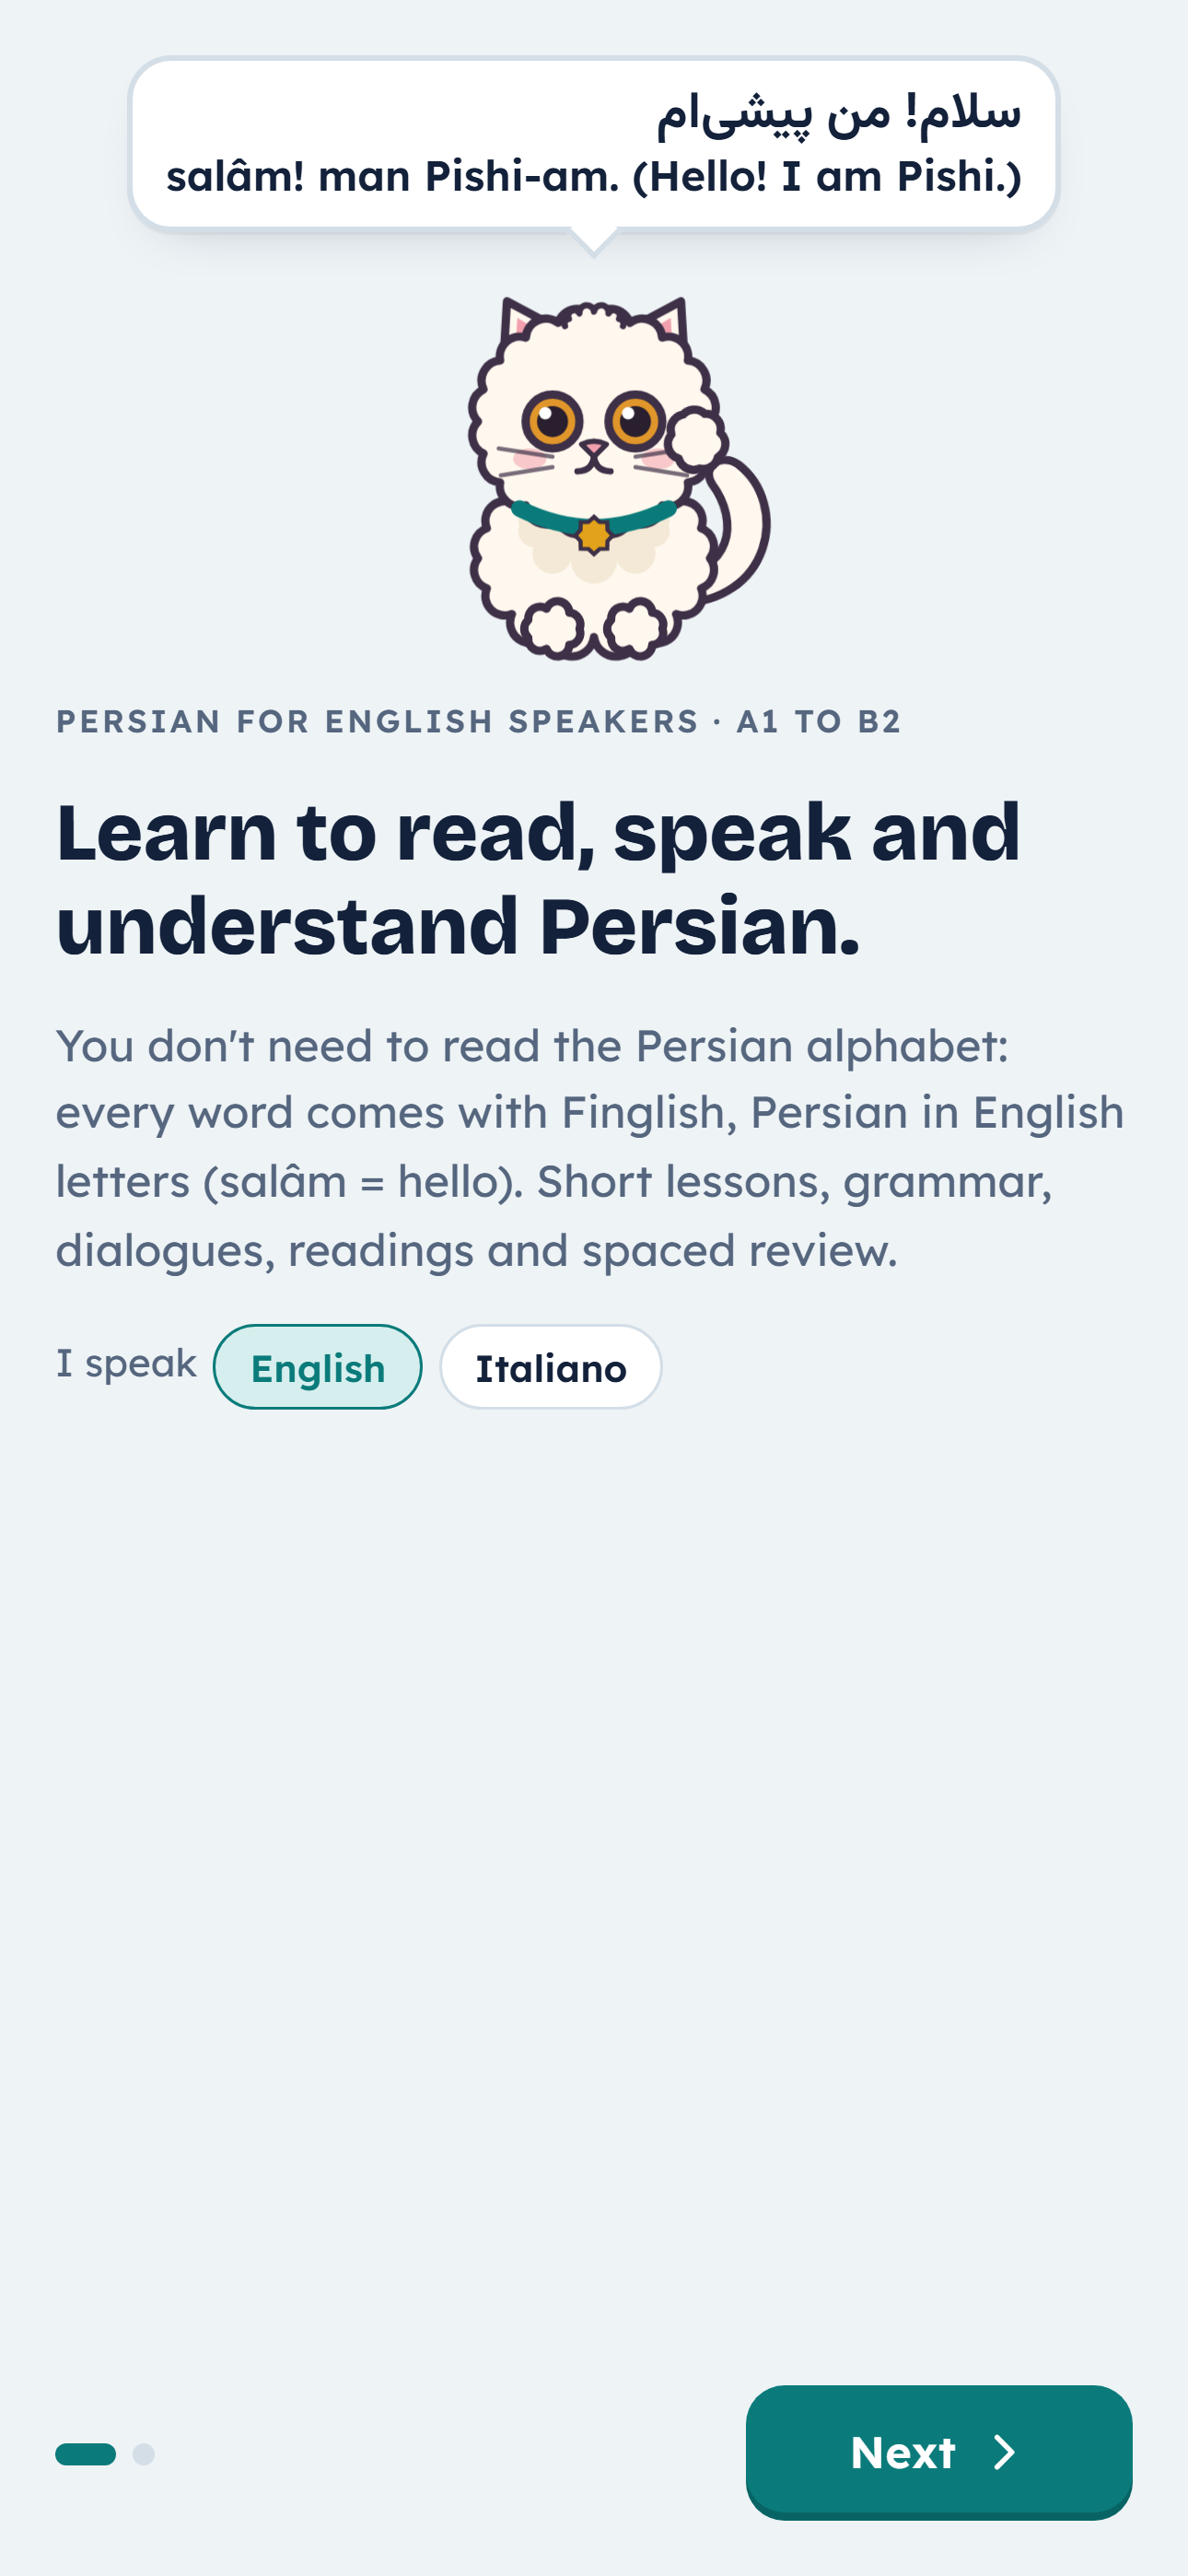 سلام! من پیشی‌ام
salâm! man Pishi-am. (Hello! I am Pishi.)
PERSIAN FOR ENGLISH SPEAKERS · A1 TO B2
Learn to read, speak and
understand Persian.
You don't need to read the Persian alphabet:
every word comes with Finglish, Persian in English
letters (salâm = hello). Short lessons, grammar,
dialogues, readings and spaced review.
I speak English Italiano
Next